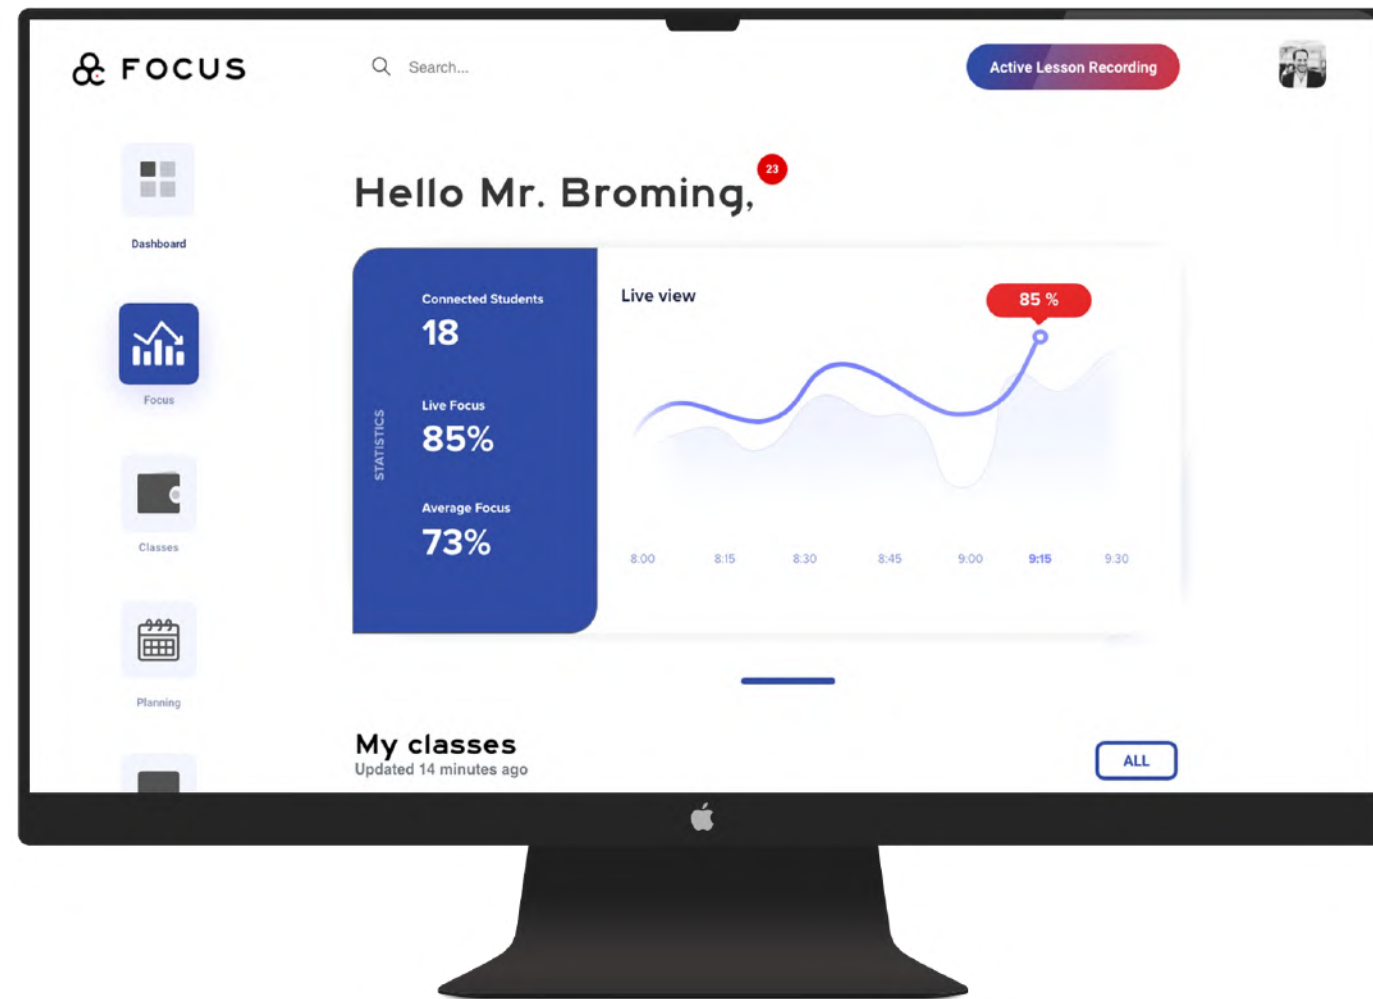 FOCUS
Search...
Active Lesson Recording
Hello Mr. Broming,
23
Dashboard
Focus
Classes
Planning
STATISTICS
Connected Students
18
Live Focus
85%
Average Focus
73%
Live view
85 %
8:00 8:15 8:30 8:45 9:00 9:15 9:30
My classes
Updated 14 minutes ago
ALL